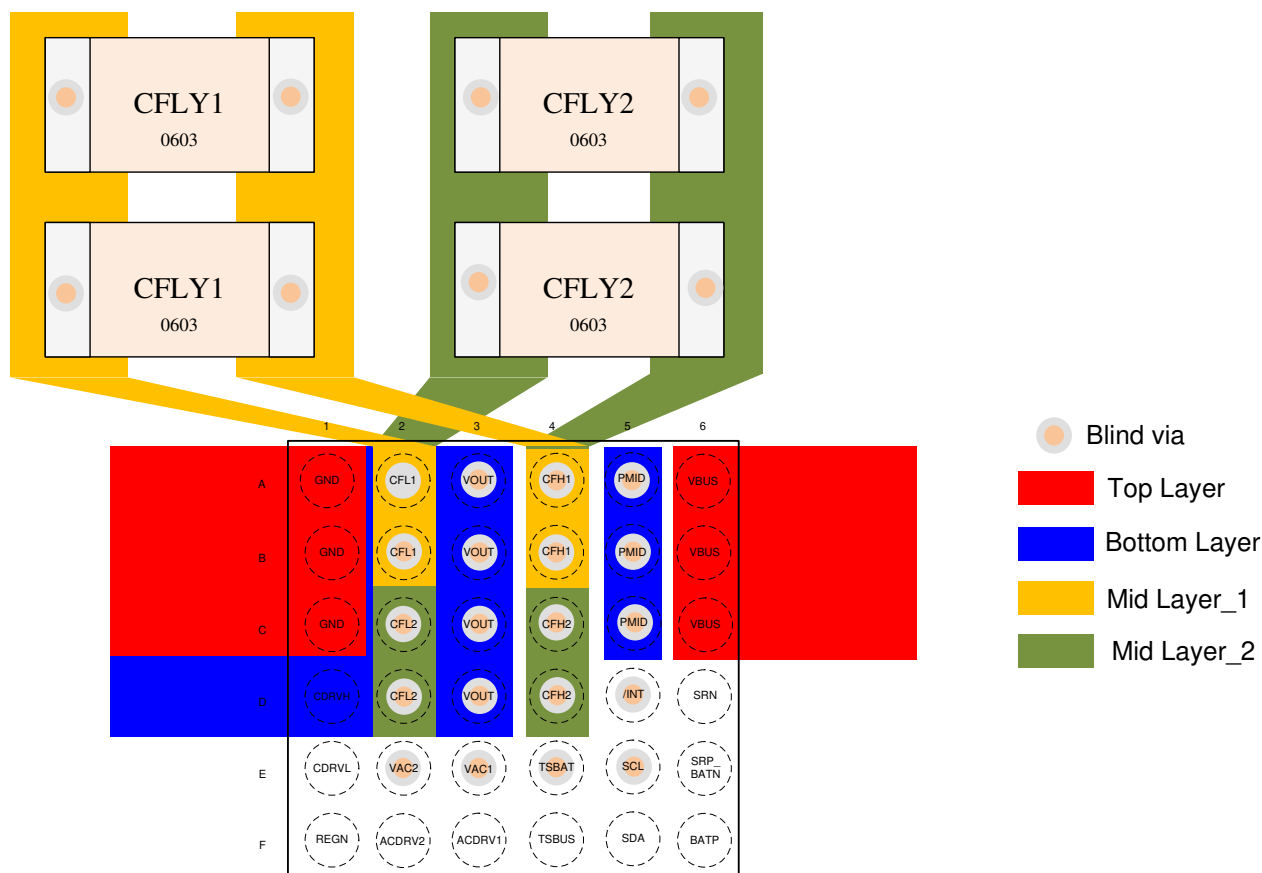 CFLY1
0603
CFLY2
0603
CFLY1
0603
CFLY2
0603
1 2 3 4 5 6
A GND CFL1 VOUT CFH1 PMID VBUS
B GND CFL1 VOUT CFH1 PMID VBUS
C GND CFL2 VOUT CFH2 PMID VBUS
D CDRVH CFL2 VOUT CFH2 /INT SRN
E CDRVL VAC2 VAC1 TSBAT SCL SRP_
BATN
F REGN ACDRV2 ACDRV1 TSBUS SDA BATP
Blind via
Top Layer
Bottom Layer
Mid Layer_1
Mid Layer_2